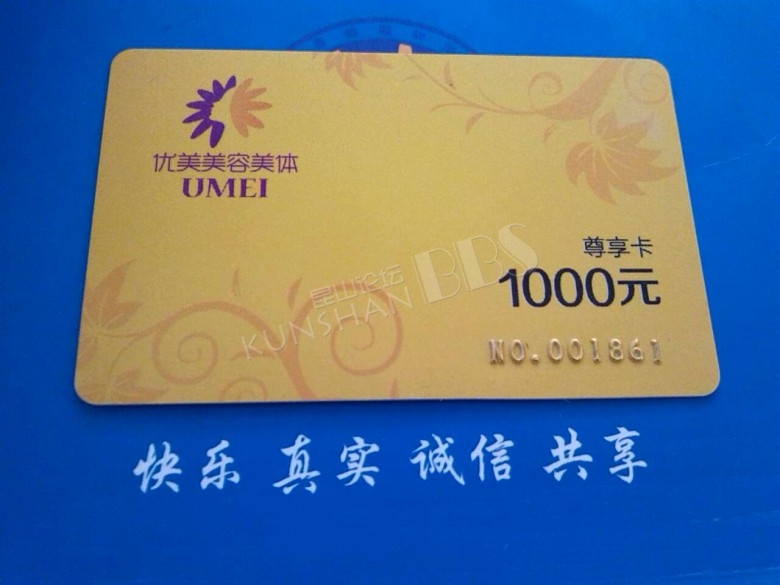 优美美容美体
UMEI
尊享卡
1000元
昆山论坛
KUNSHAN BBS
NO.001861
快乐 真实 诚信 共享